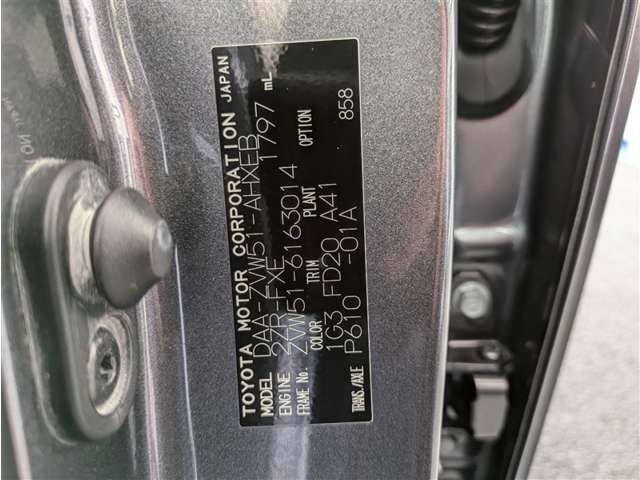 TOYOTA MOTOR CORPORATION JAPAN
MODEL DAA-ZVW51-AHXEB
ENGINE 2ZR-FXE 1797 mL
FRAME No. ZVW51-6163014
COLOR TRIM PLANT OPTION
1G3 FD20 A41 858
TRANS./AXLE P610 -01A